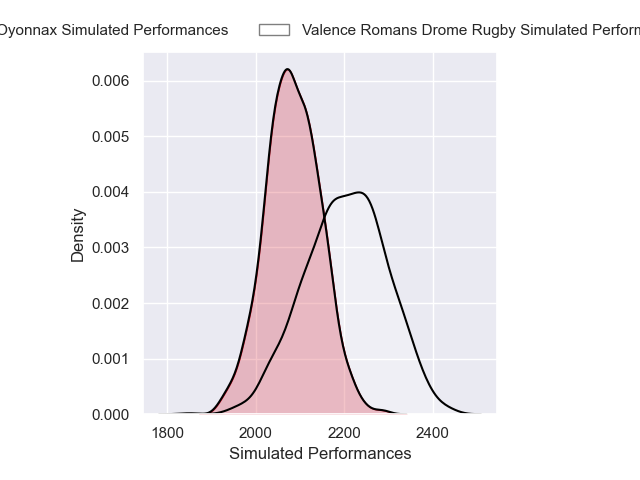 Oyonnax Simulated Performances Valence Romans Drome Rugby Simulated Perform
0.006
0.005
0.004
0.003
0.002
0.001
0.000
Density
1800 2000 2200 2400
Simulated Performances